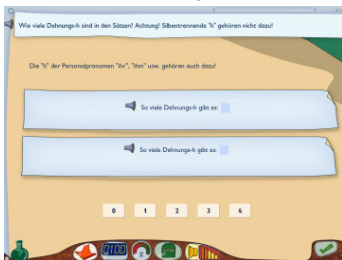 Wie viele Dehnungs-h sind in den Sätzen? Achtung! Silbentrennende "h" gehören nicht dazu!
Die "h" der Personalpronomen "ihr", "ihm" usw. gehören auch dazu!
So viele Dehnungs-h gibt es:
So viele Dehnungs-h gibt es:
0 1 2 3 4